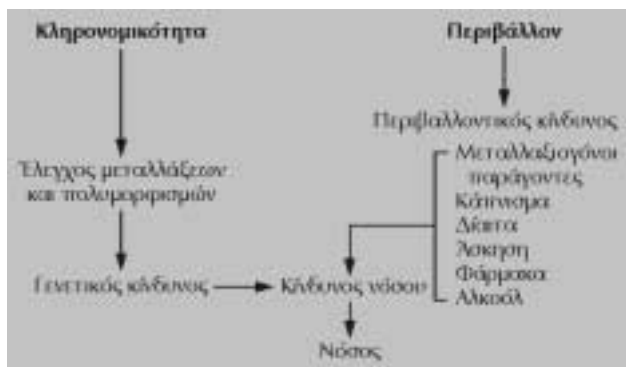 Κληρονομικότητα
Περιβάλλον
Περιβαλλοντικός κίνδυνος
Έλεγχος μεταλλάξεων
και πολυμορφισμών
Μεταλλαξιογόνοι
παράγοντες
Κάπνισμα
Δίαιτα
Άσκηση
Φάρμακα
Αλκοόλ
Γενετικός κίνδυνος
Κίνδυνος νόσου
Νόσος